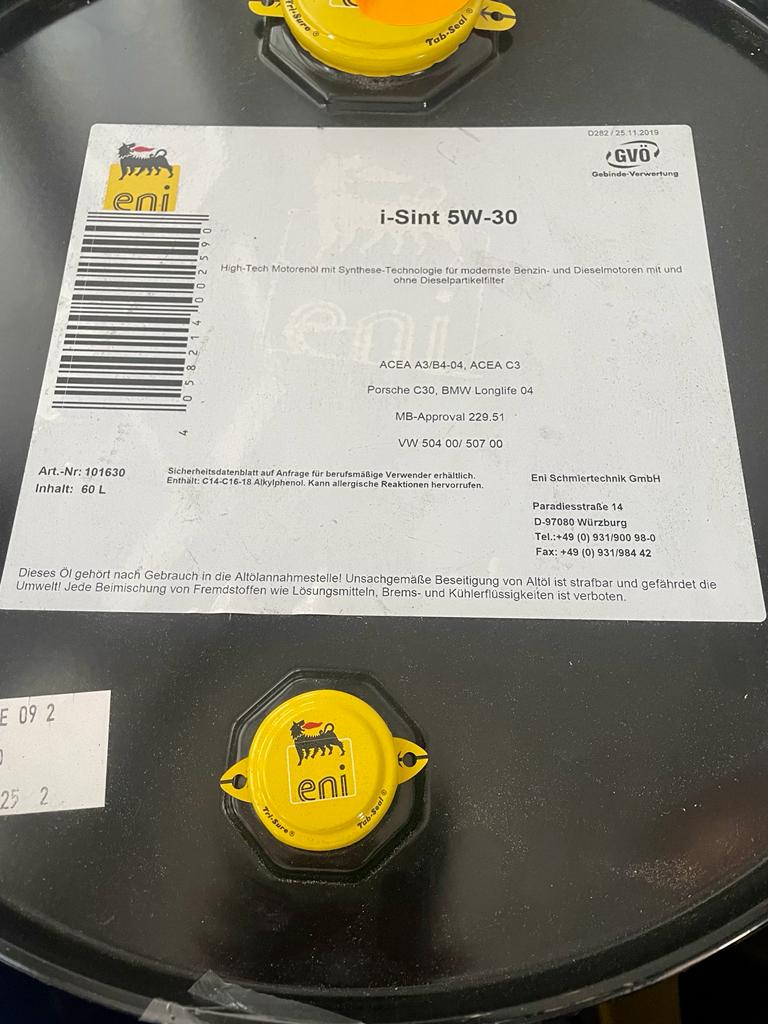 Tri-Sure®
Tab-Seal®
D282 / 25.11.2019
GVÖ
Gebinde-Verwertung
eni
i-Sint 5W-30
High-Tech Motorenöl mit Synthese-Technologie für modernste Benzin- und Dieselmotoren mit und
ohne Dieselpartikelfilter
eni
4 058214 002590
ACEA A3/B4-04, ACEA C3
Porsche C30, BMW Longlife 04
MB-Approval 229.51
VW 504 00/ 507 00
Art.-Nr: 101630
Inhalt: 60 L
Sicherheitsdatenblatt auf Anfrage für berufsmäßige Verwender erhältlich.
Enthält: C14-C16-18 Alkylphenol. Kann allergische Reaktionen hervorrufen.
Eni Schmiertechnik GmbH
Paradiesstraße 14
D-97080 Würzburg
Tel.:+49 (0) 931/900 98-0
Fax: +49 (0) 931/984 42
Dieses Öl gehört nach Gebrauch in die Altölannahmestelle! Unsachgemäße Beseitigung von Altöl ist strafbar und gefährdet die
Umwelt! Jede Beimischung von Fremdstoffen wie Lösungsmitteln, Brems- und Kühlerflüssigkeiten ist verboten.
E 09 2
25 2
eni
Tri-Sure®
Tab-Seal®